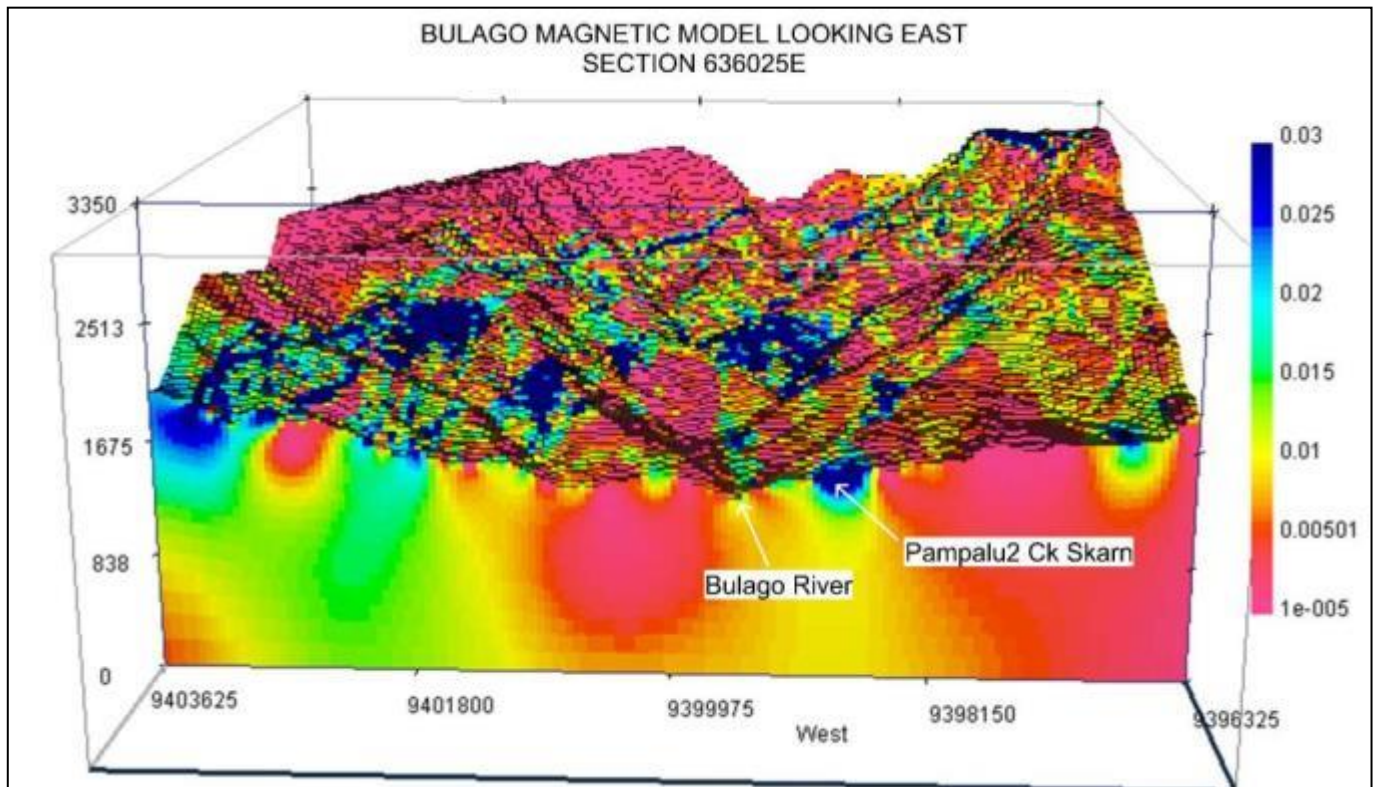 BULAGO MAGNETIC MODEL LOOKING EAST
SECTION 636025E
0.03
3350
0.025
0.02
2513
0.015
1675
0.01
0.00501
838
Pampalu2 Ck Skarn
Bulago River
1e-005
0
9403625
9401800
9399975
9398150
9396325
West